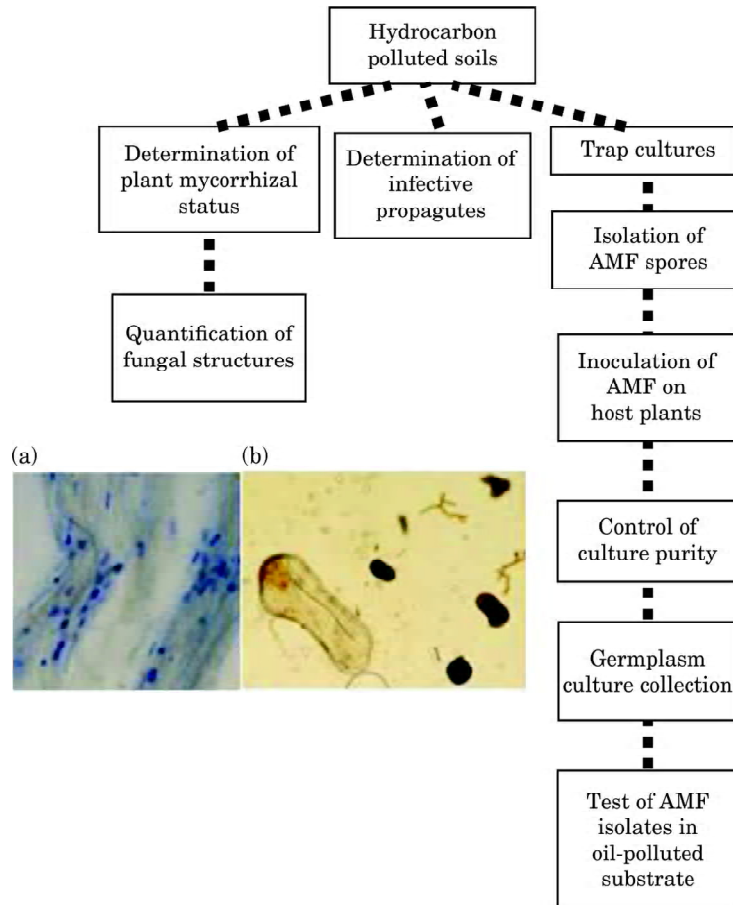 Hydrocarbon
polluted soils
Determination of
plant mycorrhizal
status
Determination of
infective
propagutes
Trap cultures
Isolation of
AMF spores
Quantification of
fungal structures
Inoculation of
AMF on
host plants
(a)
(b)
Control of
culture purity
Germplasm
culture collection
Test of AMF
isolates in
oil-polluted
substrate